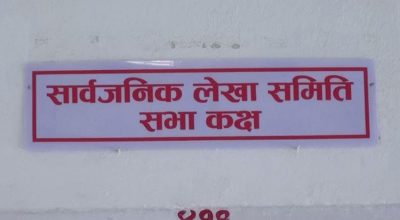 सार्वजनिक लेखा समिति
सभा कक्ष